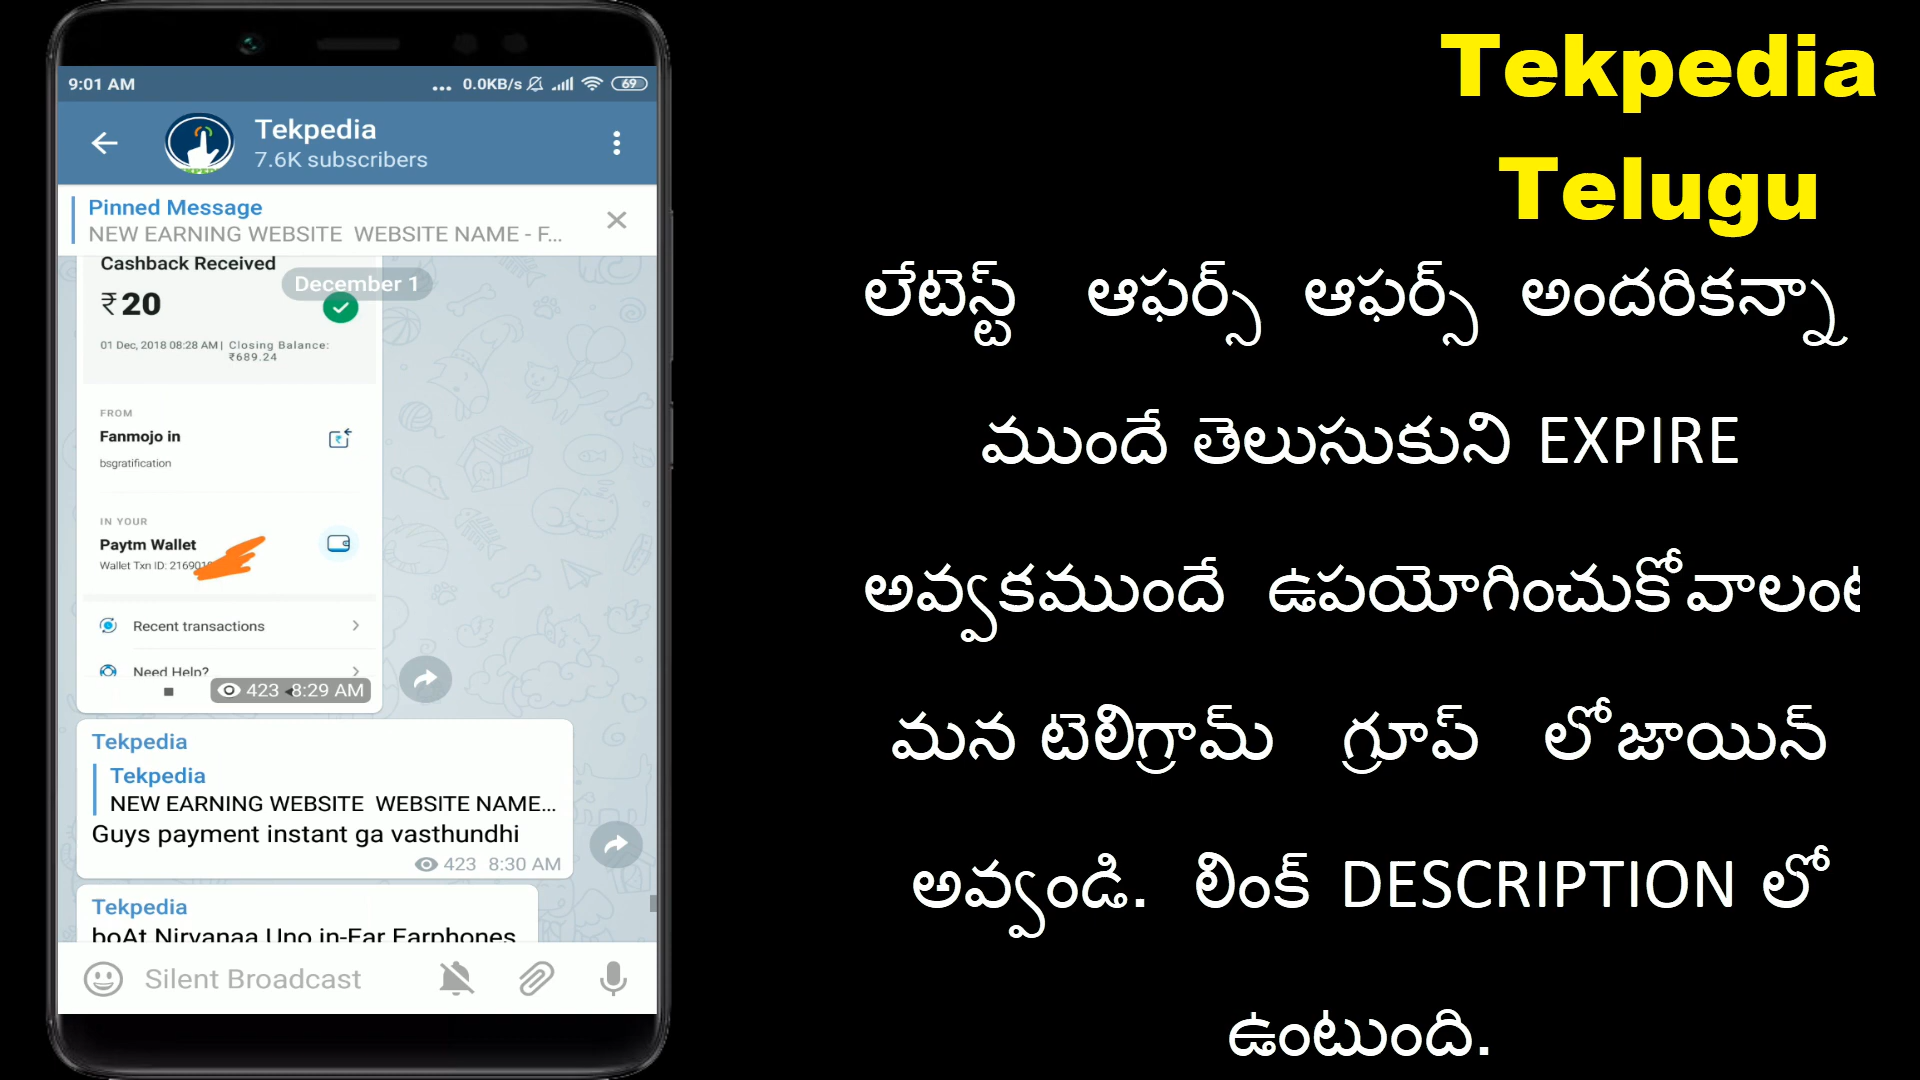 9:01 AM
... 0.0KB/s 69
Tekpedia
7.6K subscribers
Pinned Message
NEW EARNING WEBSITE WEBSITE NAME - F...
Cashback Received
December 1
₹20
01 Dec, 2018 08:28 AM | Closing Balance:
₹689.24
FROM
Fanmojo in
bsgratification
IN YOUR
Paytm Wallet
Wallet Txn ID: 216901
Recent transactions
Need Help?
423 8:29 AM
Tekpedia
Tekpedia
NEW EARNING WEBSITE WEBSITE NAME...
Guys payment instant ga vasthundhi
423 8:30 AM
Tekpedia
boAt Nirvanaa Uno in-Ear Earphones
Silent Broadcast
Tekpedia
Telugu
లేటెస్ట్ ఆఫర్స్ ఆఫర్స్ అందరికన్నా
ముందే తెలుసుకుని EXPIRE
అవ్వకముందే ఉపయోగించుకోవాలంట
మన టెలిగ్రామ్ గ్రూప్ లోజాయిన్
అవ్వండి. లింక్ DESCRIPTION లో
ఉంటుంది.